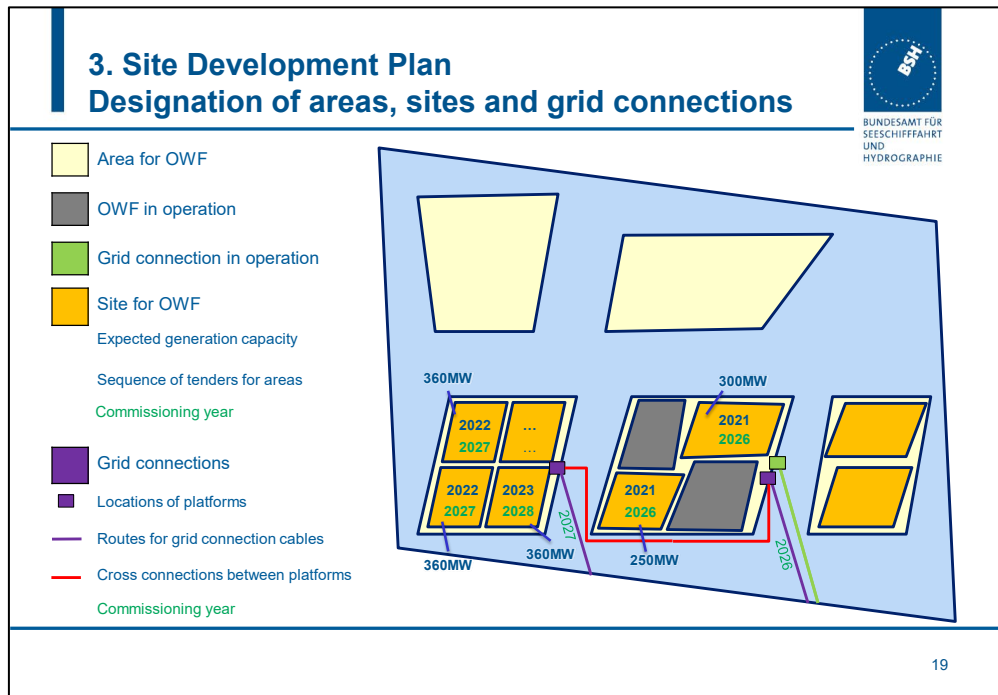 3. Site Development Plan
Designation of areas, sites and grid connections
BSH
BUNDESAMT FÜR
SEESCHIFFFAHRT
UND
HYDROGRAPHIE
Area for OWF
OWF in operation
Grid connection in operation
Site for OWF
Expected generation capacity
Sequence of tenders for areas
Commissioning year
Grid connections
Locations of platforms
Routes for grid connection cables
Cross connections between platforms
Commissioning year
360MW
2022
2027
...
...
2022
2027
2023
2028
360MW
360MW
2027
300MW
2021
2026
2021
2026
250MW
2026
19